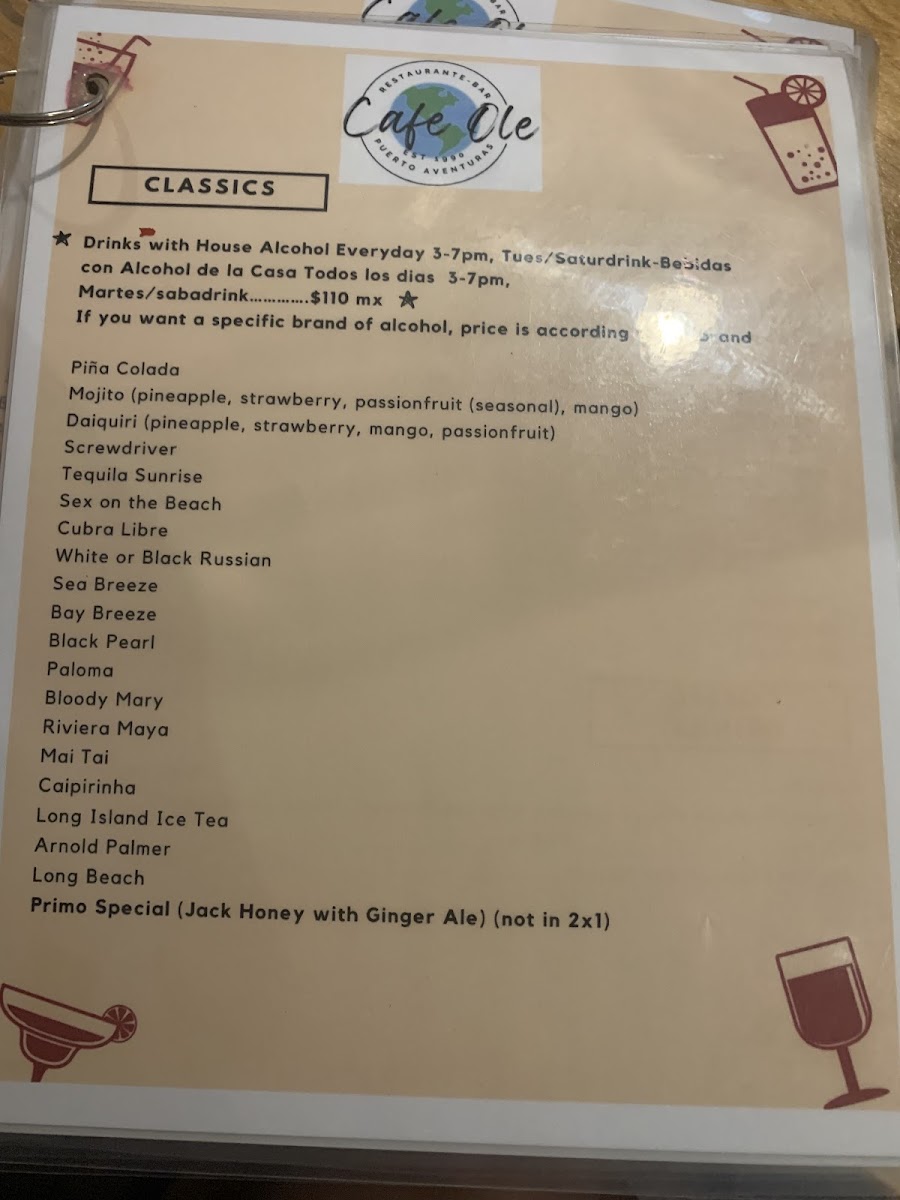 RESTAURANTE-BAR
Cafe Ole
EST 1990
PUERTO AVENTURAS
CLASSICS
Drinks with House Alcohol Everyday 3-7pm, Tues/Saturdrink-Bebidas
con Alcohol de la Casa Todos los dias 3-7pm,
Martes/sabadrink.............$110 mx
If you want a specific brand of alcohol, price is according
Piña Colada
Mojito (pineapple, strawberry, passionfruit (seasonal), mango)
Daiquiri (pineapple, strawberry, mango, passionfruit)
Screwdriver
Tequila Sunrise
Sex on the Beach
Cubra Libre
White or Black Russian
Sea Breeze
Bay Breeze
Black Pearl
Paloma
Bloody Mary
Riviera Maya
Mai Tai
Caipirinha
Long Island Ice Tea
Arnold Palmer
Long Beach
Primo Special (Jack Honey with Ginger Ale) (not in 2x1)